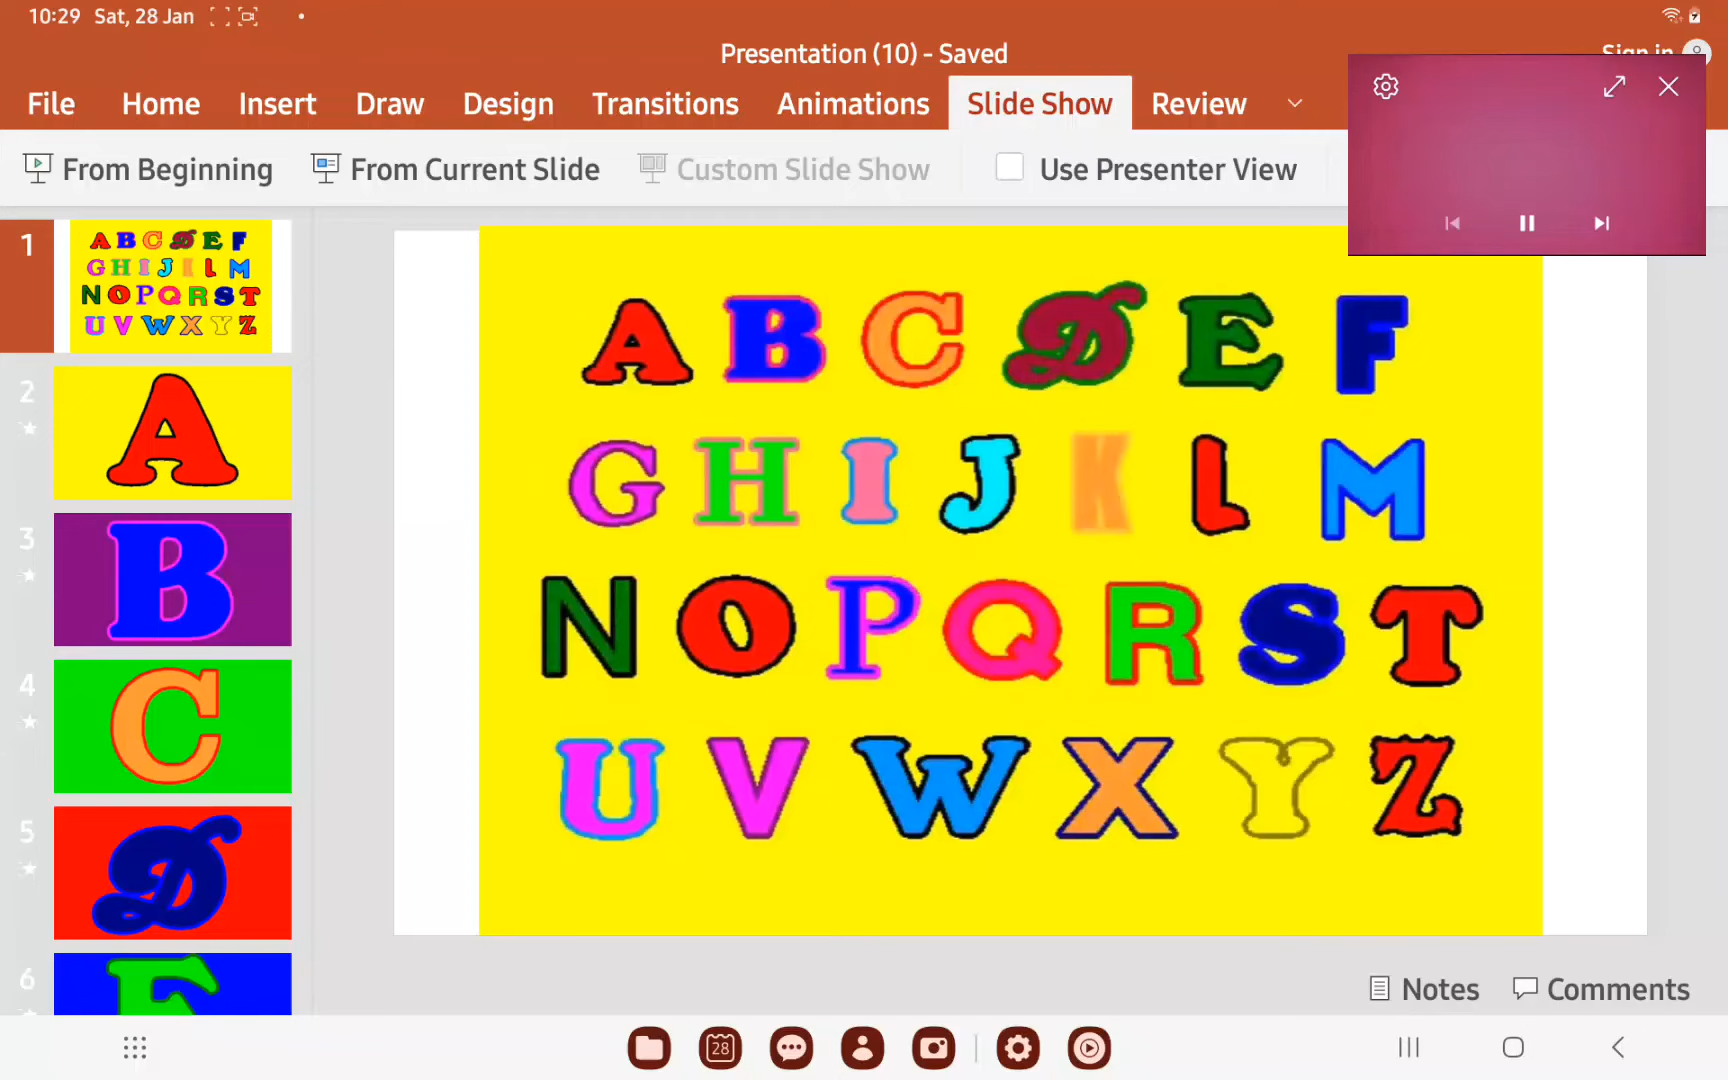 10:29 Sat, 28 Jan
Presentation (10) - Saved
File Home Insert Draw Design Transitions Animations Slide Show Review
From Beginning From Current Slide Custom Slide Show Use Presenter View
1
A B C D E F
G H I J K L M
N O P Q R S T
U V W X Y Z
2
A
3
B
4
C
5
D
6
E
A B C D E F
G H I J K L M
N O P Q R S T
U V W X Y Z
Notes Comments
28